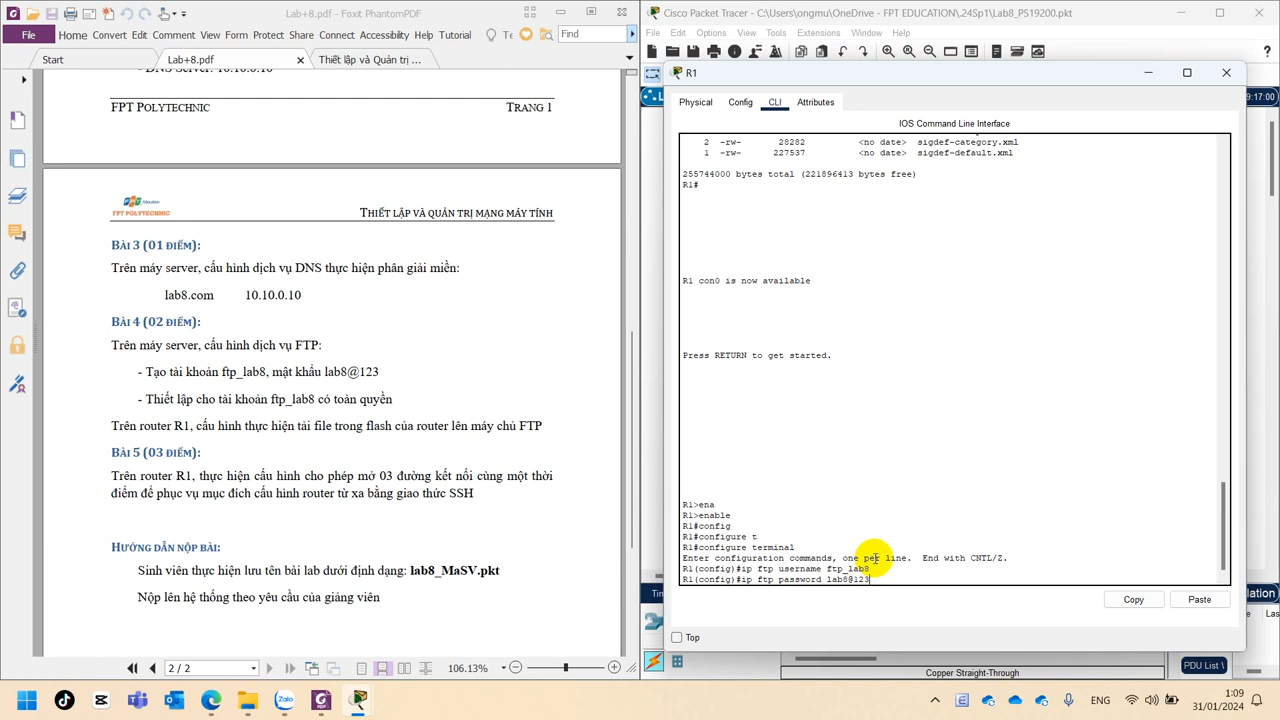 Lab+8.pdf - Foxit PhantomPDF
File Home Convert Edit Comment View Form Protect Share Connect Accessibility Help Tutorial Te Find
Start Lab+8.pdf Thiết lập và Quản trị ...
FPT POLYTECHNIC TRANG 1
FPT Education
FPT POLYTECHNIC
THIẾT LẬP VÀ QUẢN TRỊ MẠNG MÁY TÍNH
BÀI 3 (01 ĐIỂM):
Trên máy server, cấu hình dịch vụ DNS thực hiện phân giải miền:
lab8.com 10.10.0.10
BÀI 4 (02 ĐIỂM):
Trên máy server, cấu hình dịch vụ FTP:
- Tạo tài khoản ftp_lab8, mật khẩu lab8@123
- Thiết lập cho tài khoản ftp_lab8 có toàn quyền
Trên router R1, cấu hình thực hiện tải file trong flash của router lên máy chủ FTP
BÀI 5 (03 ĐIỂM):
Trên router R1, thực hiện cấu hình cho phép mở 03 đường kết nối cùng một thời
điểm để phục vụ mục đích cấu hình router từ xa bằng giao thức SSH
HƯỚNG DẪN NỘP BÀI:
Sinh viên thực hiện lưu tên bài lab dưới định dạng: lab8_MaSV.pkt
Nộp lên hệ thống theo yêu cầu của giảng viên
2 / 2
106.13%
Cisco Packet Tracer - C:\Users\ongmu\OneDrive - FPT EDUCATION\.24Sp1\Lab8_PS19200.pkt
File Edit Options View Tools Extensions Window Help
R1
Physical Config CLI Attributes
IOS Command Line Interface
2 -rw- 28282 <no date> sigdef-category.xml
1 -rw- 227537 <no date> sigdef-default.xml
255744000 bytes total (221896413 bytes free)
R1#
R1 con0 is now available
Press RETURN to get started.
R1>ena
R1>enable
R1#config
R1#configure t
R1#configure terminal
Enter configuration commands, one per line. End with CNTL/Z.
R1(config)#ip ftp username ftp_lab8
R1(config)#ip ftp password lab8@123
Copy Paste
Top
Copper Straight-Through
PDU List
ENG
1:09
31/01/2024